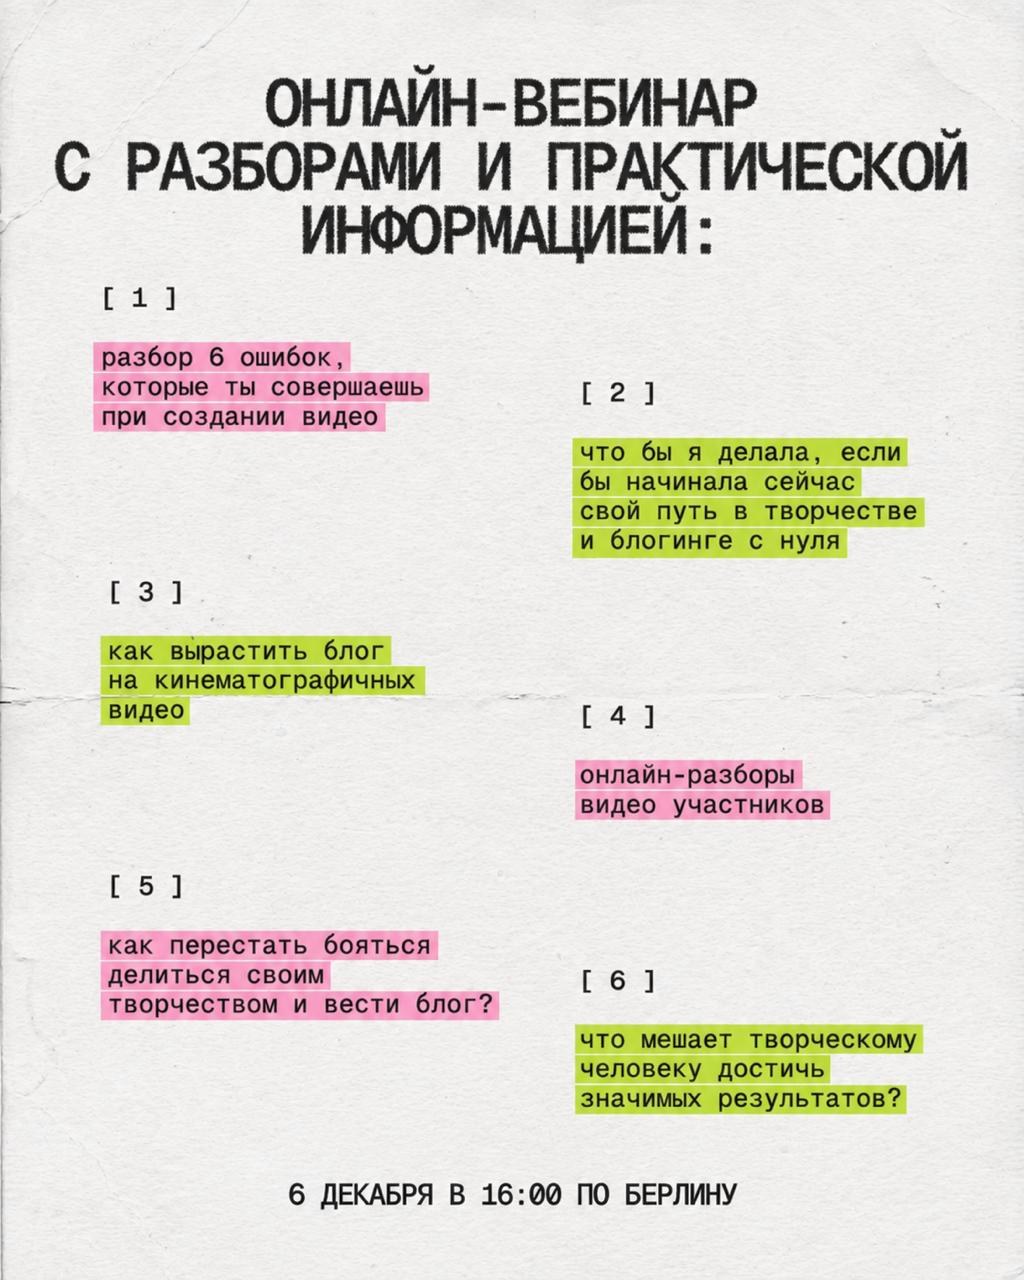 ОНЛАЙН-ВЕБИНАР
С РАЗБОРАМИ И ПРАКТИЧЕСКОЙ
ИНФОРМАЦИЕЙ:
[ 1 ]
разбор 6 ошибок,
которые ты совершаешь
при создании видео
[ 2 ]
что бы я делала, если
бы начинала сейчас
свой путь в творчестве
и блогинге с нуля
[ 3 ]
как вырастить блог
на кинематографичных
видео
[ 4 ]
онлайн-разборы
видео участников
[ 5 ]
как перестать бояться
делиться своим
творчеством и вести блог?
[ 6 ]
что мешает творческому
человеку достичь
значимых результатов?
6 ДЕКАБРЯ В 16:00 ПО БЕРЛИНУ